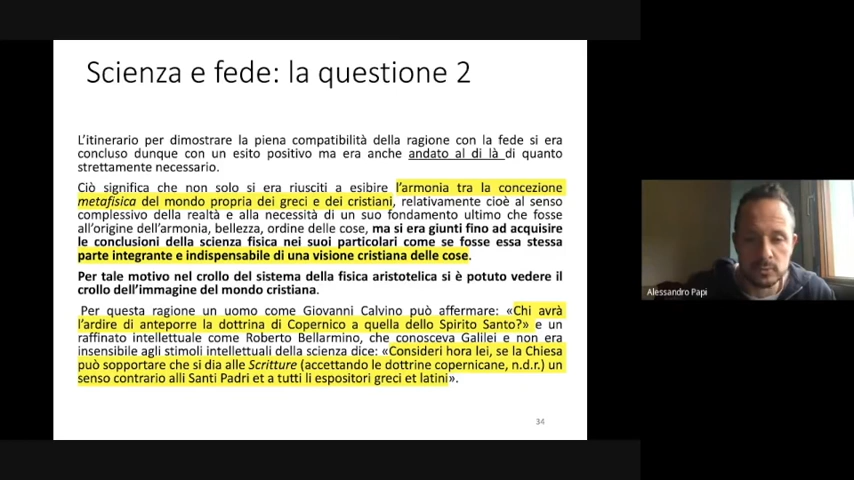 Scienza e fede: la questione 2
L'itinerario per dimostrare la piena compatibilità della ragione con la fede si era
concluso dunque con un esito positivo ma era anche andato al di là di quanto
strettamente necessario.
Ciò significa che non solo si era riusciti a esibire l'armonia tra la concezione
metafisica del mondo propria dei greci e dei cristiani, relativamente cioè al senso
complessivo della realtà e alla necessità di un suo fondamento ultimo che fosse
all'origine dell'armonia, bellezza, ordine delle cose, ma si era giunti fino ad acquisire
le conclusioni della scienza fisica nei suoi particolari come se fosse essa stessa
parte integrante e indispensabile di una visione cristiana delle cose.
Per tale motivo nel crollo del sistema della fisica aristotelica si è potuto vedere il
crollo dell'immagine del mondo cristiana.
Per questa ragione un uomo come Giovanni Calvino può affermare: «Chi avrà
l'ardire di anteporre la dottrina di Copernico a quella dello Spirito Santo?» e un
raffinato intellettuale come Roberto Bellarmino, che conosceva Galilei e non era
insensibile agli stimoli intellettuali della scienza dice: «Consideri hora lei, se la Chiesa
può sopportare che si dia alle Scritture (accettando le dottrine copernicane, n.d.r.) un
senso contrario alli Santi Padri et a tutti li espositori greci et latini».
34
Alessandro Papi